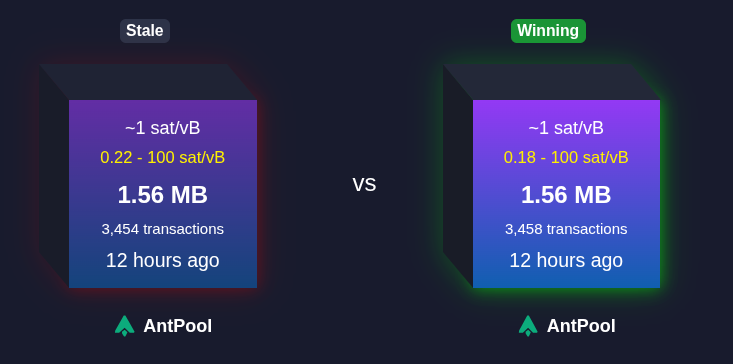 Stale
~1 sat/vB
0.22 - 100 sat/vB
1.56 MB
3,454 transactions
12 hours ago
AntPool
vs
Winning
~1 sat/vB
0.18 - 100 sat/vB
1.56 MB
3,458 transactions
12 hours ago
AntPool